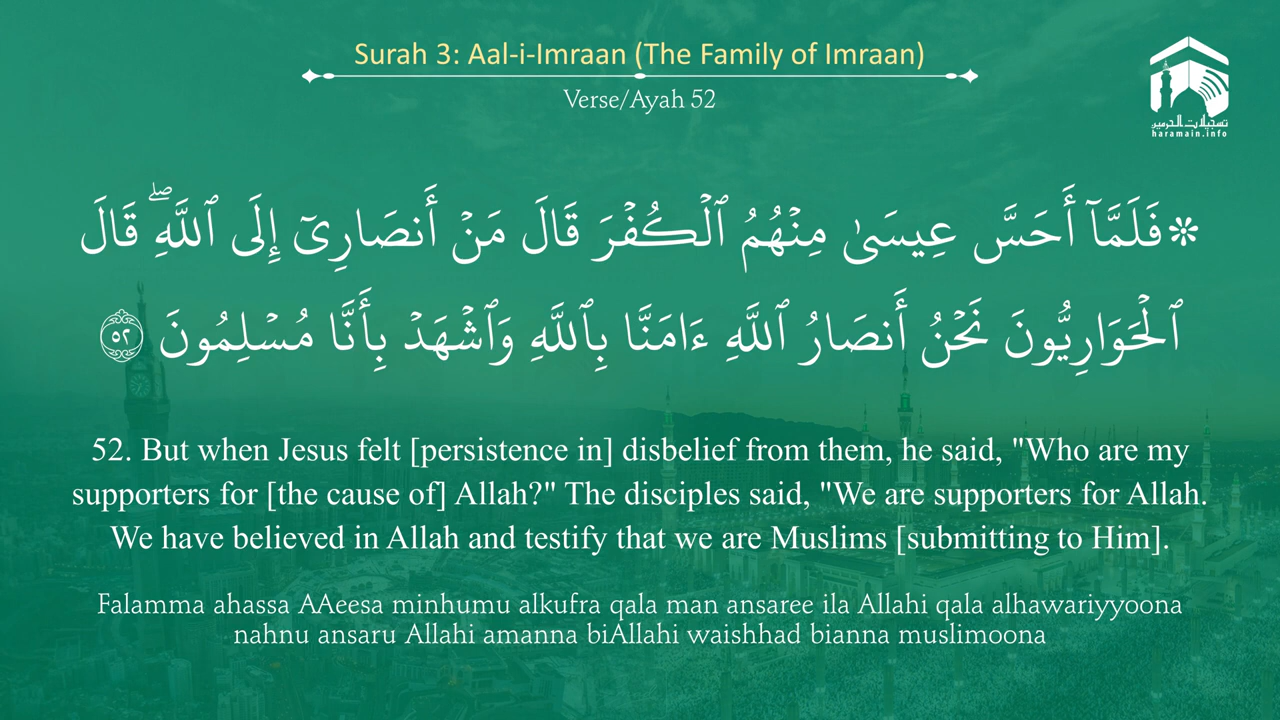 Surah 3: Aal-i-Imraan (The Family of Imraan)
Verse/Ayah 52
تسجيلات الحرمين
haramain.info
۞ فَلَمَّآ أَحَسَّ عِيسَىٰ مِنْهُمُ ٱلْكُفْرَ قَالَ مَنْ أَنصَارِىٓ إِلَى ٱللَّهِ ۖ قَالَ
ٱلْحَوَارِيُّونَ نَحْنُ أَنصَارُ ٱللَّهِ ءَامَنَّا بِٱللَّهِ وَٱشْهَدْ بِأَنَّا مُسْلِمُونَ ٥٢
52. But when Jesus felt [persistence in] disbelief from them, he said, "Who are my
supporters for [the cause of] Allah?" The disciples said, "We are supporters for Allah.
We have believed in Allah and testify that we are Muslims [submitting to Him].
Falamma ahassa AAeesa minhumu alkufra qala man ansaree ila Allahi qala alhawariyyoona
nahnu ansaru Allahi amanna biAllahi waishhad bianna muslimoona